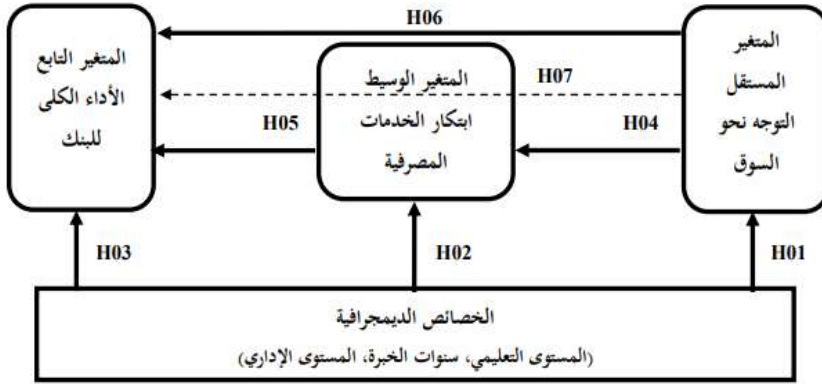 H06
المتغير
المستقل
التوجه نحو
السوق
المتغير الوسيط
ابتكار الخدمات
المصرفية
المتغير التابع
الأداء الكلى
للبنك
H07
H04
H05
H01
H02
H03
الخصائص الديمجرافية
(المستوى التعليمي، سنوات الخبرة، المستوى الإداري)